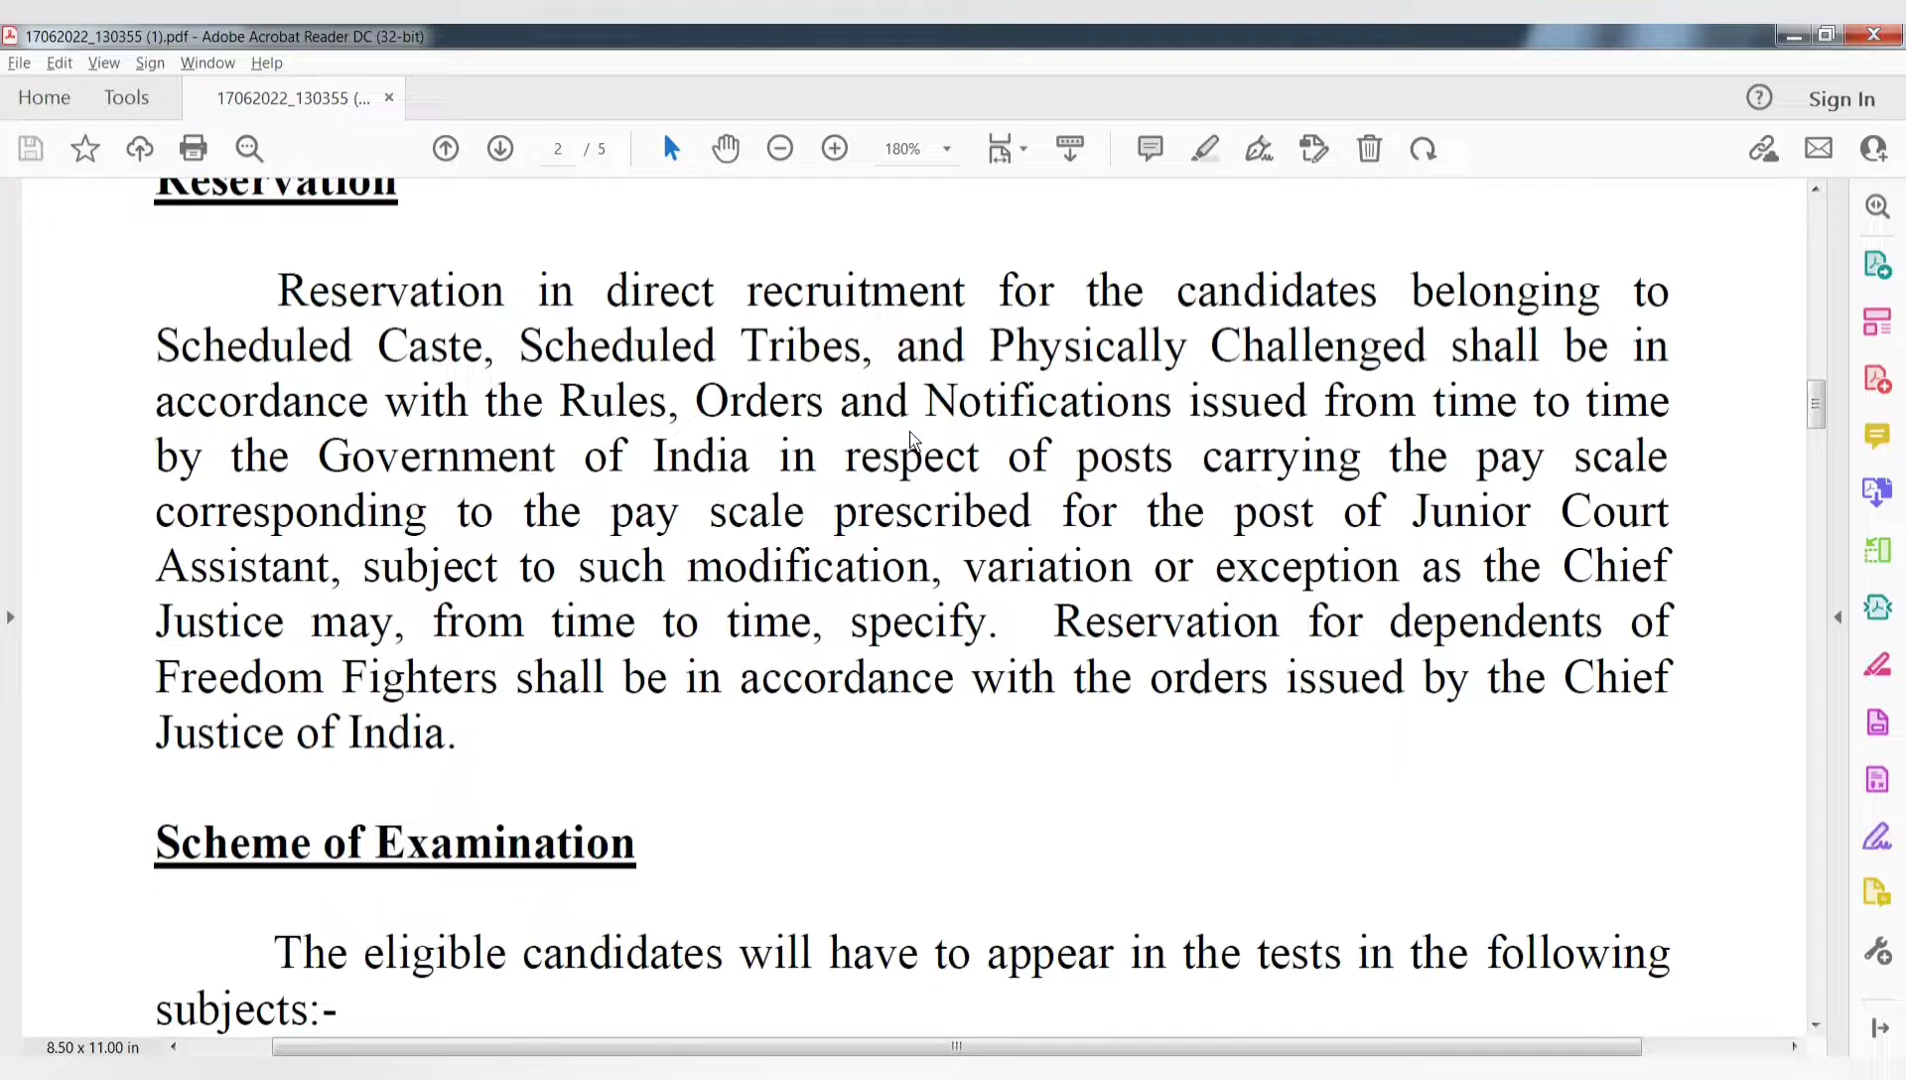 17062022_130355 (1).pdf - Adobe Acrobat Reader DC (32-bit)
File Edit View Sign Window Help
Home Tools 17062022_130355 (... × Sign In
2 / 5 180%
Reservation
Reservation in direct recruitment for the candidates belonging to
Scheduled Caste, Scheduled Tribes, and Physically Challenged shall be in
accordance with the Rules, Orders and Notifications issued from time to time
by the Government of India in respect of posts carrying the pay scale
corresponding to the pay scale prescribed for the post of Junior Court
Assistant, subject to such modification, variation or exception as the Chief
Justice may, from time to time, specify. Reservation for dependents of
Freedom Fighters shall be in accordance with the orders issued by the Chief
Justice of India.
Scheme of Examination
The eligible candidates will have to appear in the tests in the following
subjects:-
8.50 x 11.00 in